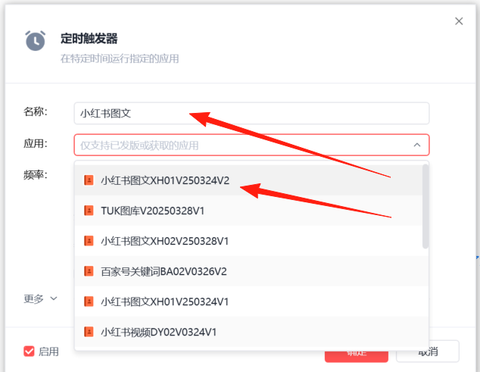 定时触发器
在特定时间运行指定的应用
名称：
小红书图文
应用：
仅支持已发版或获取的应用
频率：
小红书图文XH01V250324V2
TUK图库V20250328V1
小红书图文XH02V250328V1
百家号关键词BA02V0326V2
小红书图文XH01V250324V1
小红书视频DY02V0324V1
更多
启用
确定
取消